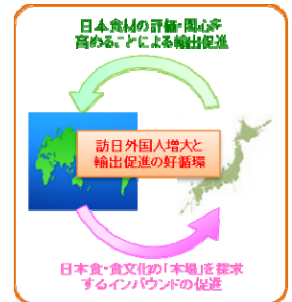 日本食材の評価・関心を
高めることによる輸出促進
訪日外国人増大と
輸出促進の好循環
日本食・食文化の「本場」を探求
するインバウンドの促進